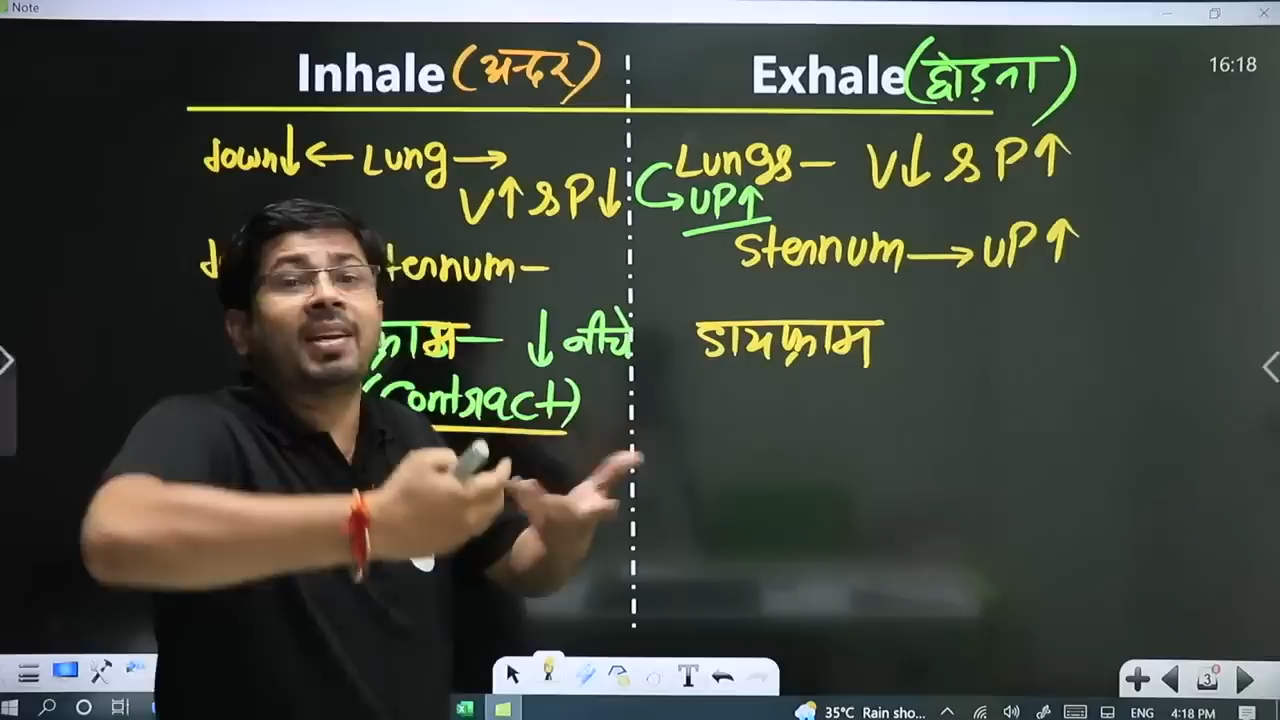 Note
Inhale (अन्दर)
Exhale (छोड़ना)
16:18
down↓ ← Lung →
V↑ & P↓
Lungs – V↓ & P↑
UP↑
Sternum → UP↑
ternum –
फ्राम – ↓ नीचे
(Contract)
डायफ्राम
T
3
35°C Rain sho...
ENG
4:18 PM